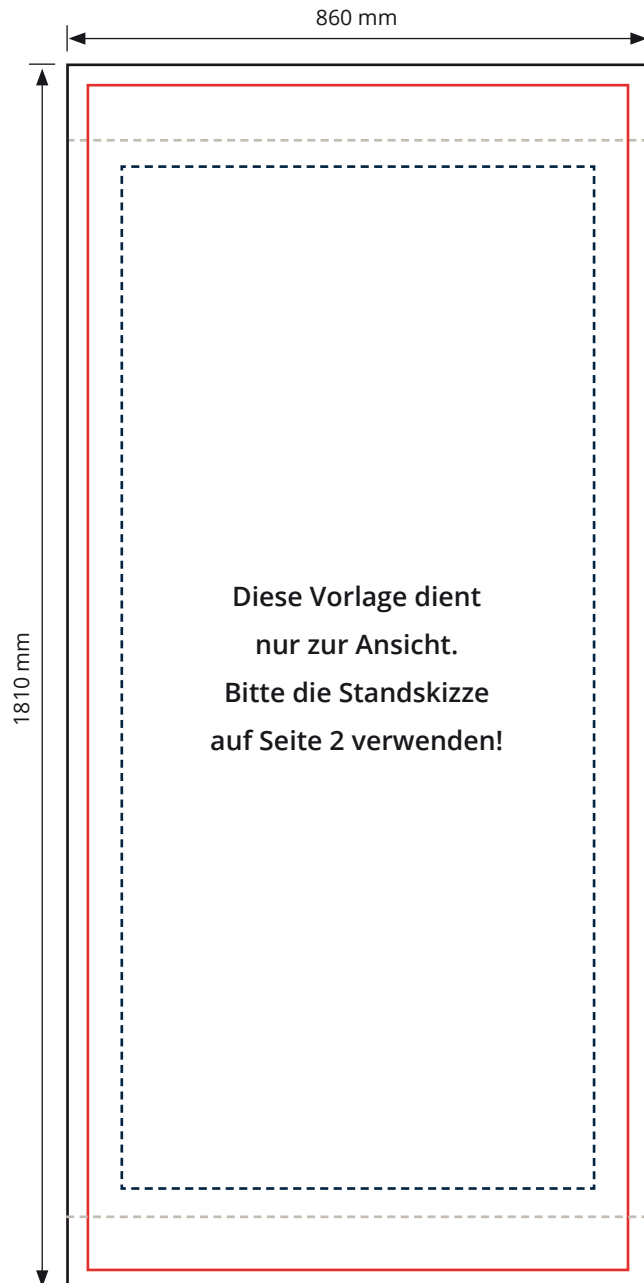 860 mm
1810 mm
Diese Vorlage dient
nur zur Ansicht.
Bitte die Standskizze
auf Seite 2 verwenden!